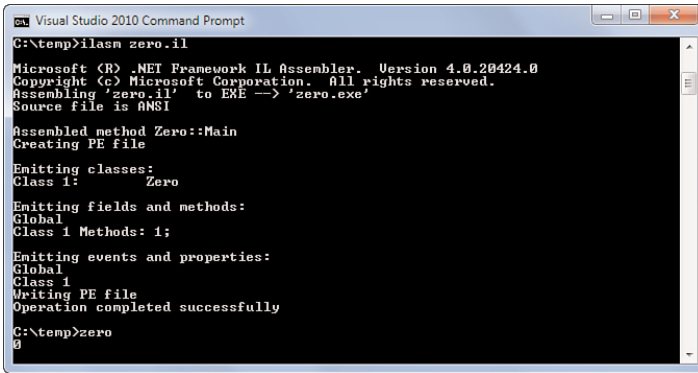 Visual Studio 2010 Command Prompt
C:\temp>ilasm zero.il
Microsoft (R) .NET Framework IL Assembler.  Version 4.0.20424.0
Copyright (c) Microsoft Corporation.  All rights reserved.
Assembling 'zero.il'  to EXE --> 'zero.exe'
Source file is ANSI
Assembled method Zero::Main
Creating PE file
Emitting classes:
Class 1:        Zero
Emitting fields and methods:
Global
Class 1 Methods: 1;
Emitting events and properties:
Global
Class 1
Writing PE file
Operation completed successfully
C:\temp>zero
0